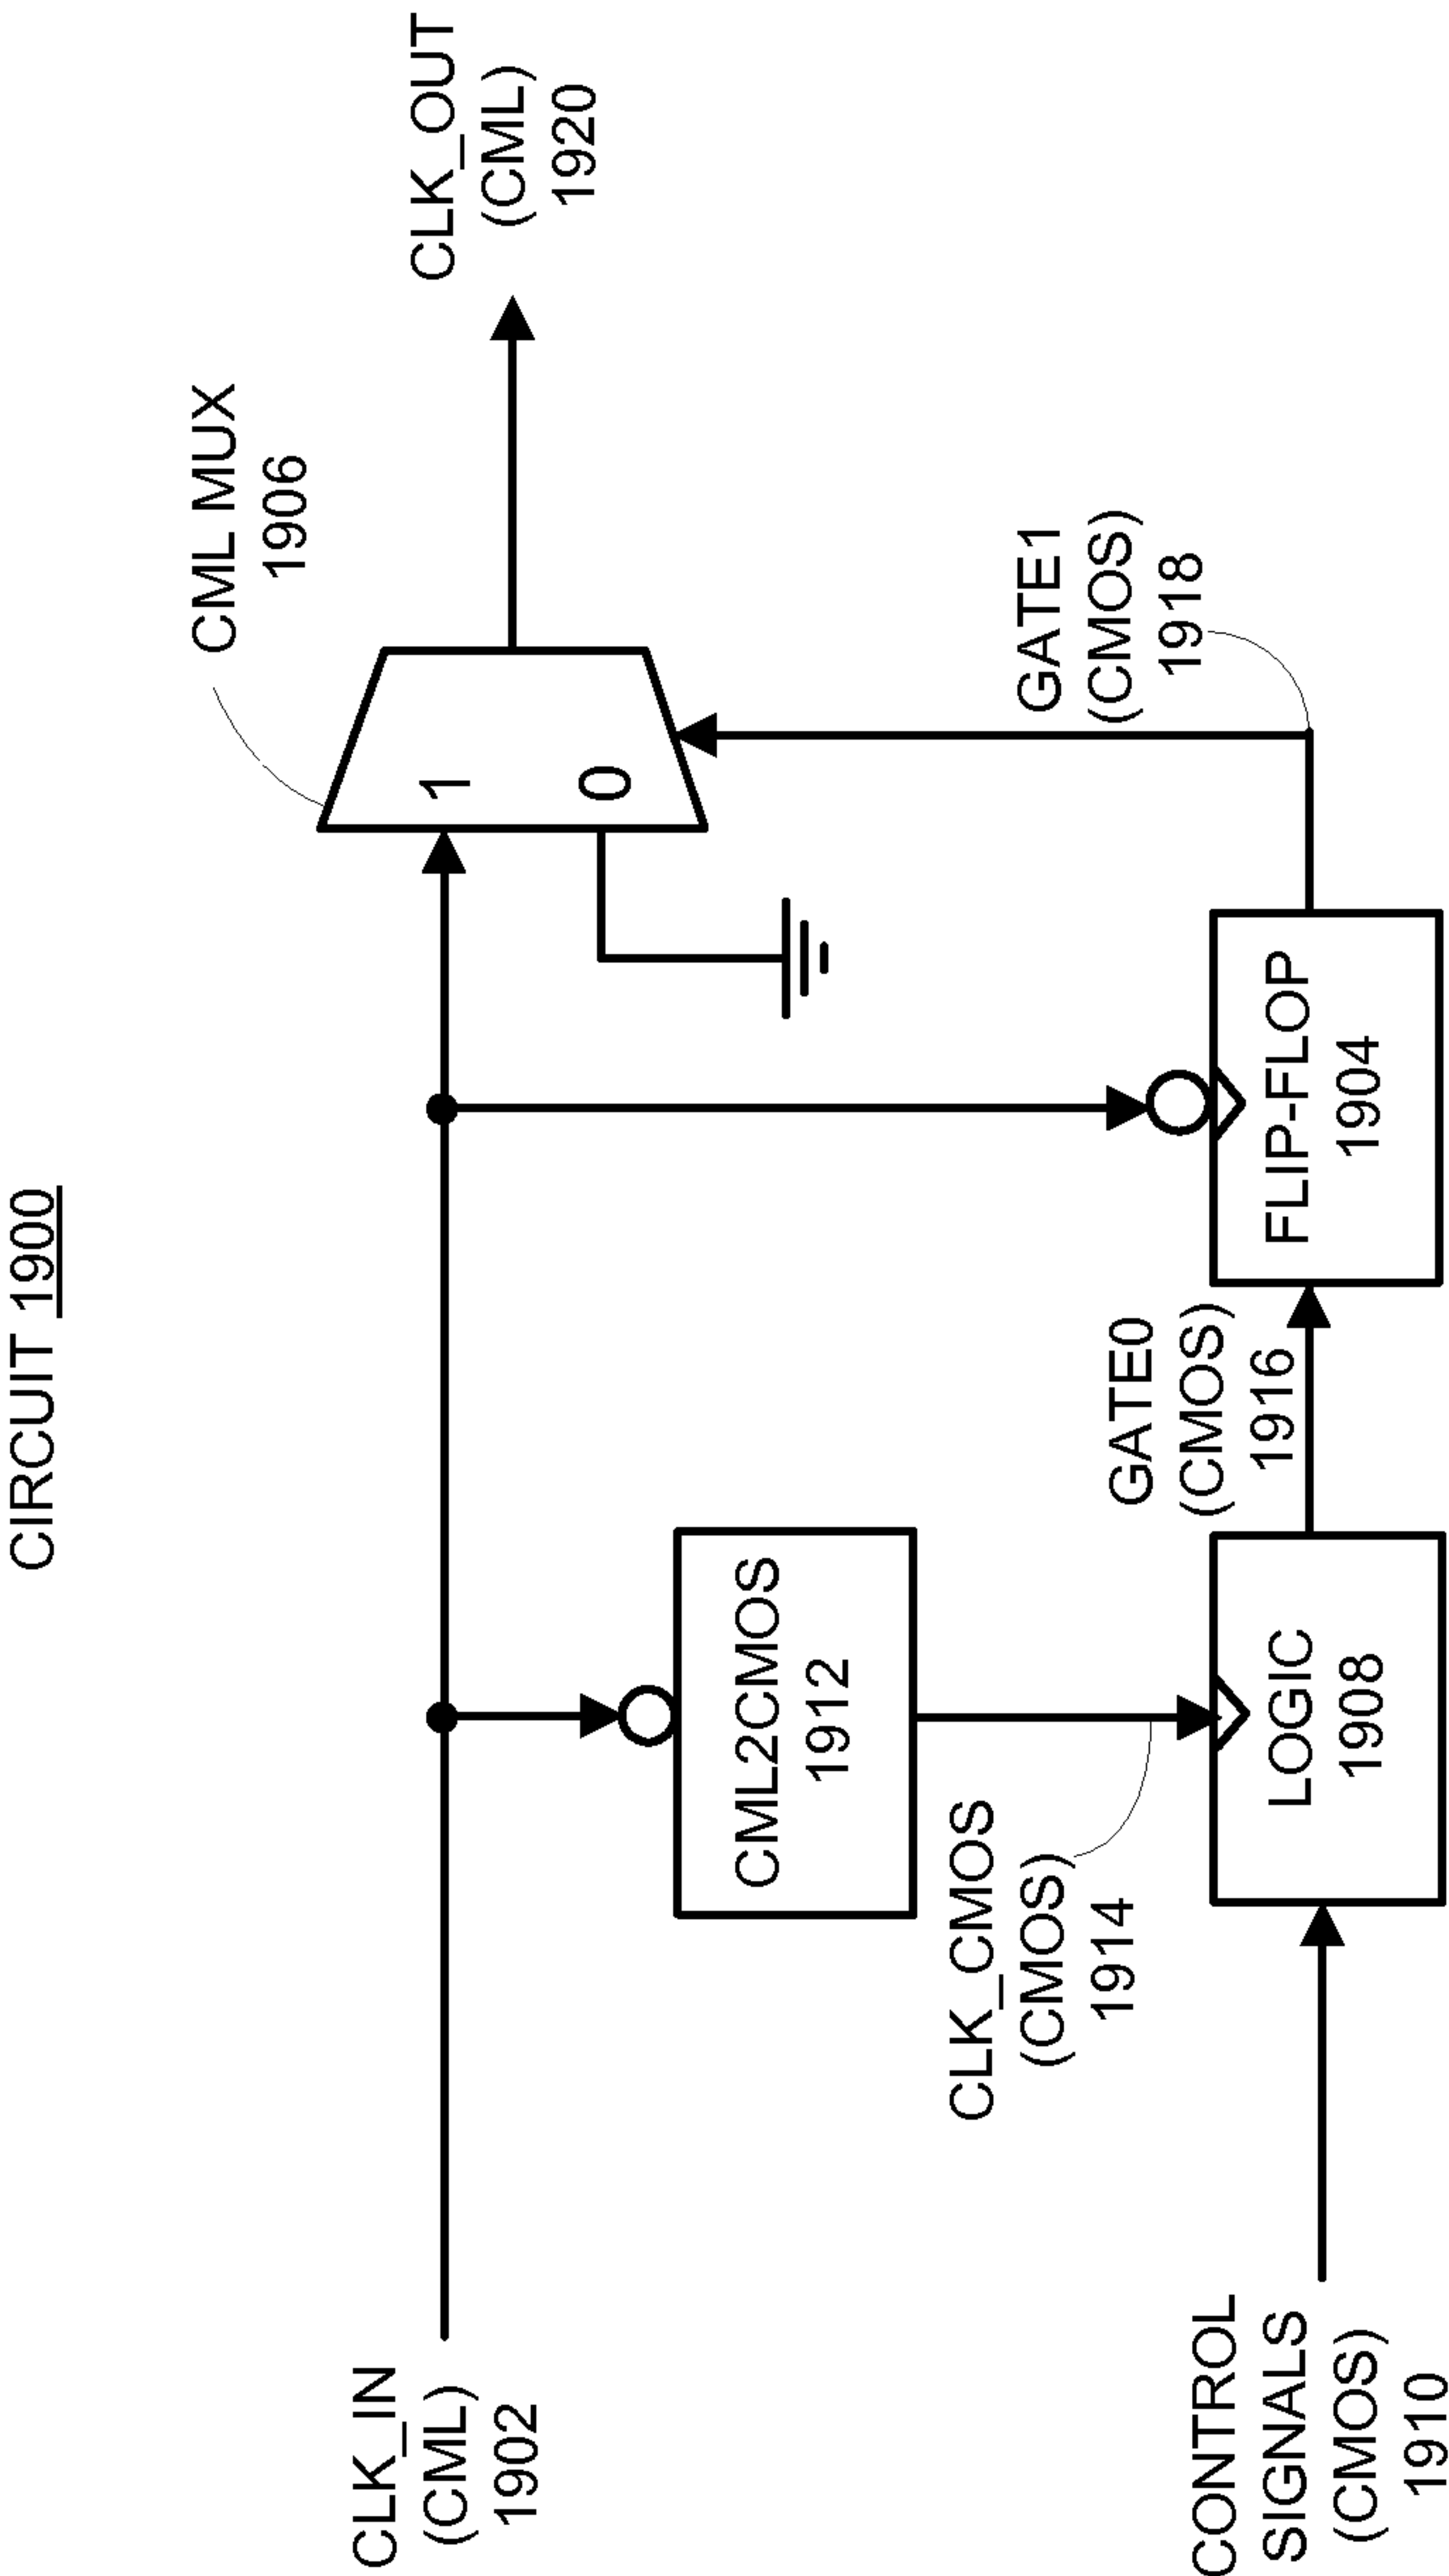 CIRCUIT 1900
CML MUX
1906
CLK_OUT
(CML)
1920
CLK_IN
(CML)
1902
1
0
CML2CMOS
1912
CLK_CMOS
(CMOS)
1914
GATE0
(CMOS)
1916
GATE1
(CMOS)
1918
CONTROL
SIGNALS
(CMOS)
1910
LOGIC
1908
FLIP-FLOP
1904